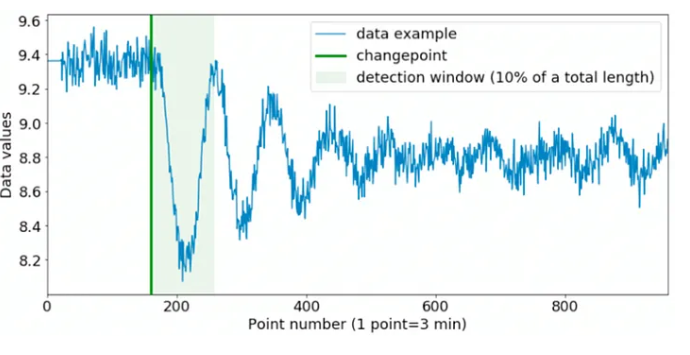 9.6
9.4
9.2
9.0
8.8
8.6
8.4
8.2
Data values
data example
changepoint
detection window (10% of a total length)
0 200 400 600 800
Point number (1 point=3 min)